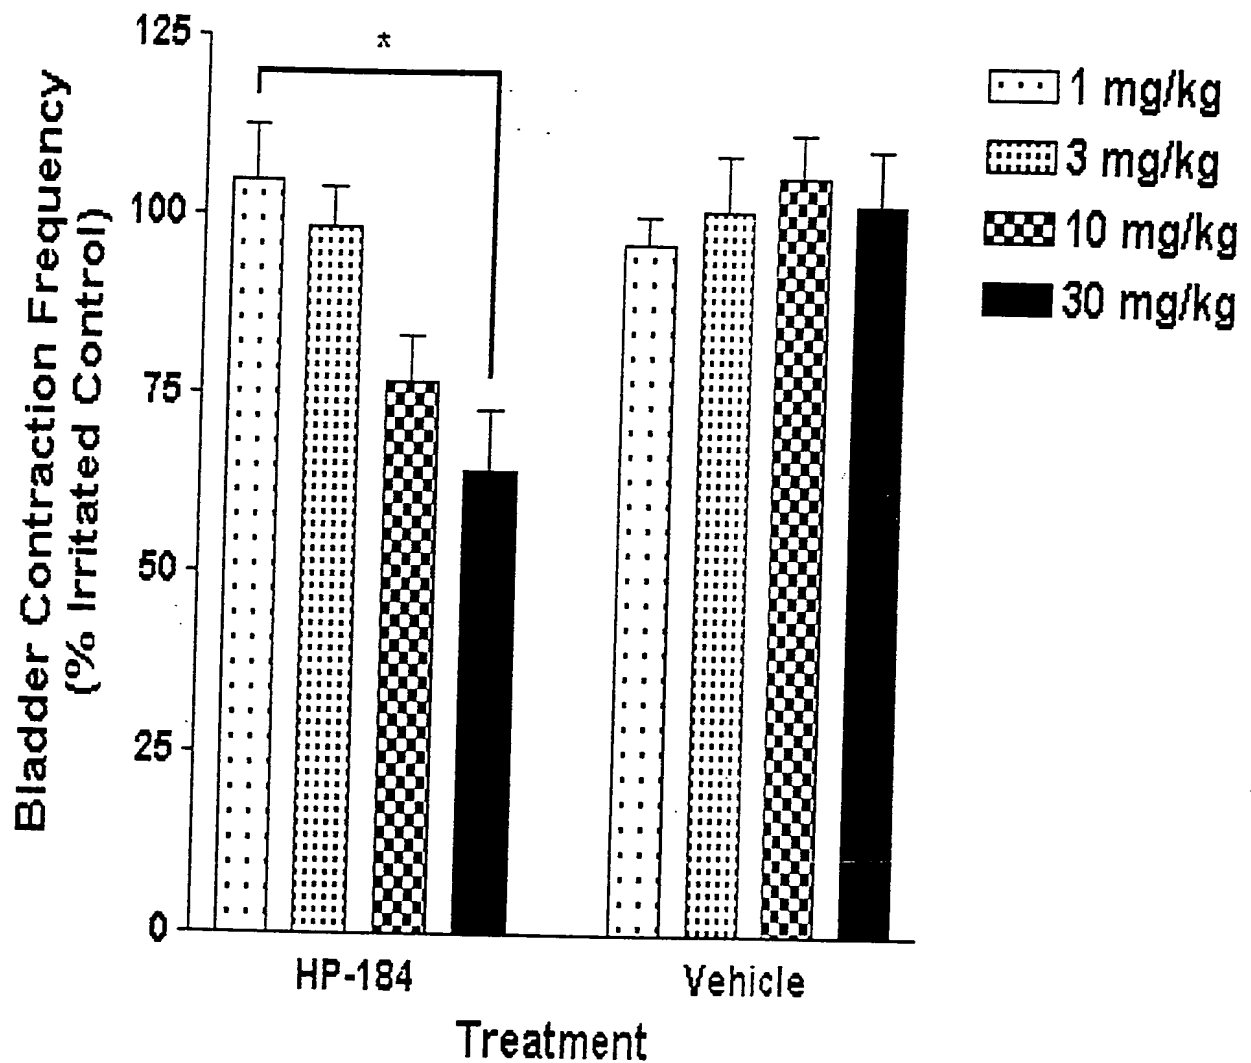 Bladder Contraction Frequency
(% Irritated Control)
125
100
75
50
25
0
*
1 mg/kg
3 mg/kg
10 mg/kg
30 mg/kg
HP-184
Vehicle
Treatment